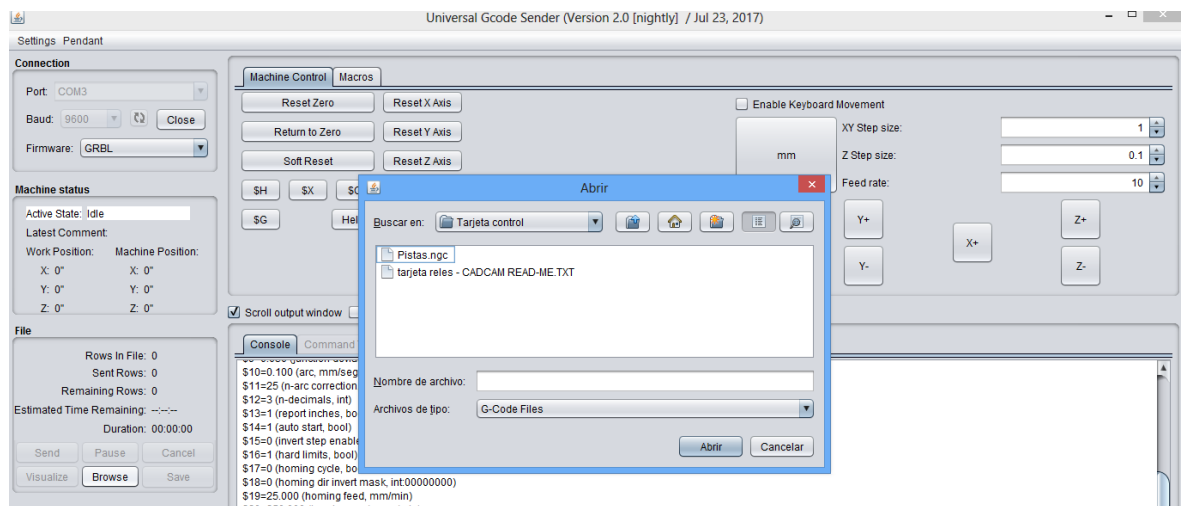 Universal Gcode Sender (Version 2.0 [nightly] / Jul 23, 2017)
Settings Pendant
Connection
Port: COM3
Baud: 9600 Close
Firmware: GRBL
Machine status
Active State: Idle
Latest Comment:
Work Position: Machine Position:
X: 0" X: 0"
Y: 0" Y: 0"
Z: 0" Z: 0"
File
Rows In File: 0
Sent Rows: 0
Remaining Rows: 0
Estimated Time Remaining: --:--:--
Duration: 00:00:00
Send Pause Cancel
Visualize Browse Save
Machine Control Macros
Reset Zero Reset X Axis
Return to Zero Reset Y Axis
Soft Reset Reset Z Axis
$H $X
$G
Enable Keyboard Movement
mm
XY Step size: 1
Z Step size: 0.1
Feed rate: 10
Y+ Z+
X+
Y- Z-
Abrir
Buscar en: Tarjeta control
Pistas.ngc
tarjeta reles - CADCAM READ-ME.TXT
Nombre de archivo:
Archivos de tipo: G-Code Files
Abrir Cancelar
Scroll output window
Console Command
$10=0.100 (arc, mm/seg
$11=25 (n-arc correction
$12=3 (n-decimals, int)
$13=1 (report inches, bo
$14=1 (auto start, bool)
$15=0 (invert step enable
$16=1 (hard limits, bool)
$17=0 (homing cycle, bo
$18=0 (homing dir invert mask, int:00000000)
$19=25.000 (homing feed, mm/min)